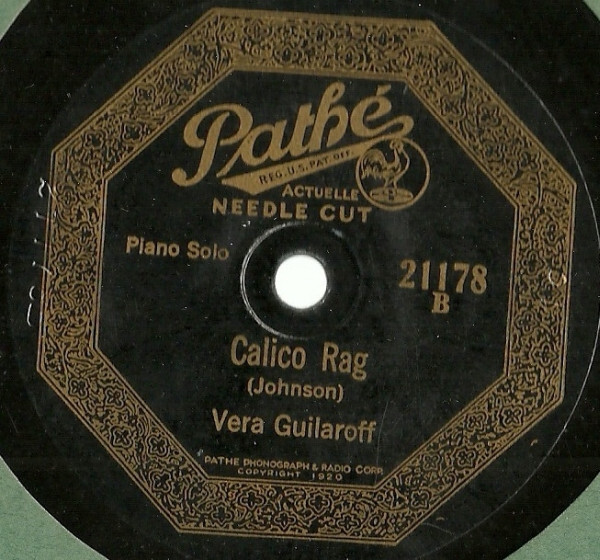 Pathé
REG. U.S. PAT. OFF.
ACTUELLE
NEEDLE CUT
Piano Solo
21178
B
Calico Rag
(Johnson)
Vera Guilaroff
PATHE PHONOGRAPH & RADIO CORP.
COPYRIGHT 1920